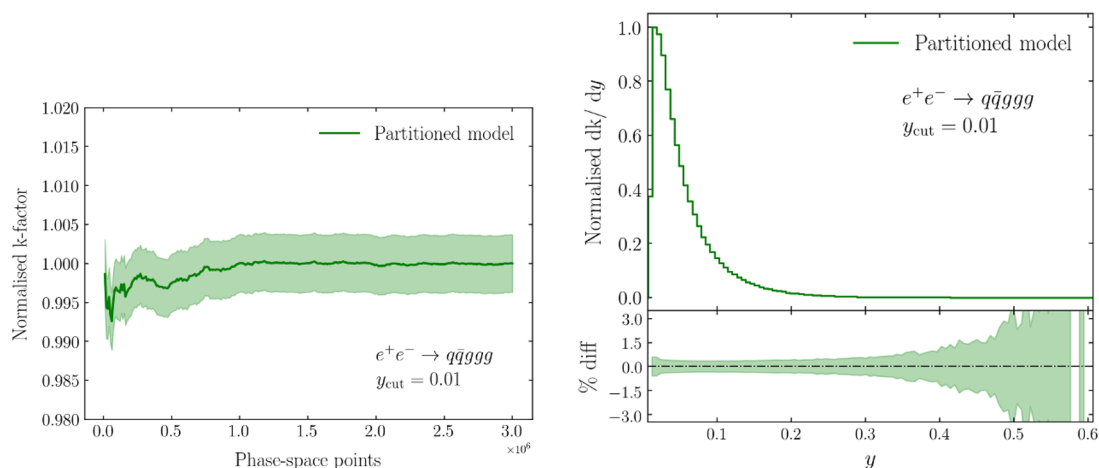 1.020
1.015
1.010
1.005
1.000
0.995
0.990
0.985
0.980
Normalised k-factor
Partitioned model
e⁺e⁻ → qq̄ggg
y_cut = 0.01
0.0 0.5 1.0 1.5 2.0 2.5 3.0
×10⁶
Phase-space points
1.0
0.8
0.6
0.4
0.2
0.0
Normalised dk/ dy
Partitioned model
e⁺e⁻ → qq̄ggg
y_cut = 0.01
3.0
1.5
0.0
−1.5
−3.0
% diff
0.1 0.2 0.3 0.4 0.5 0.6
y